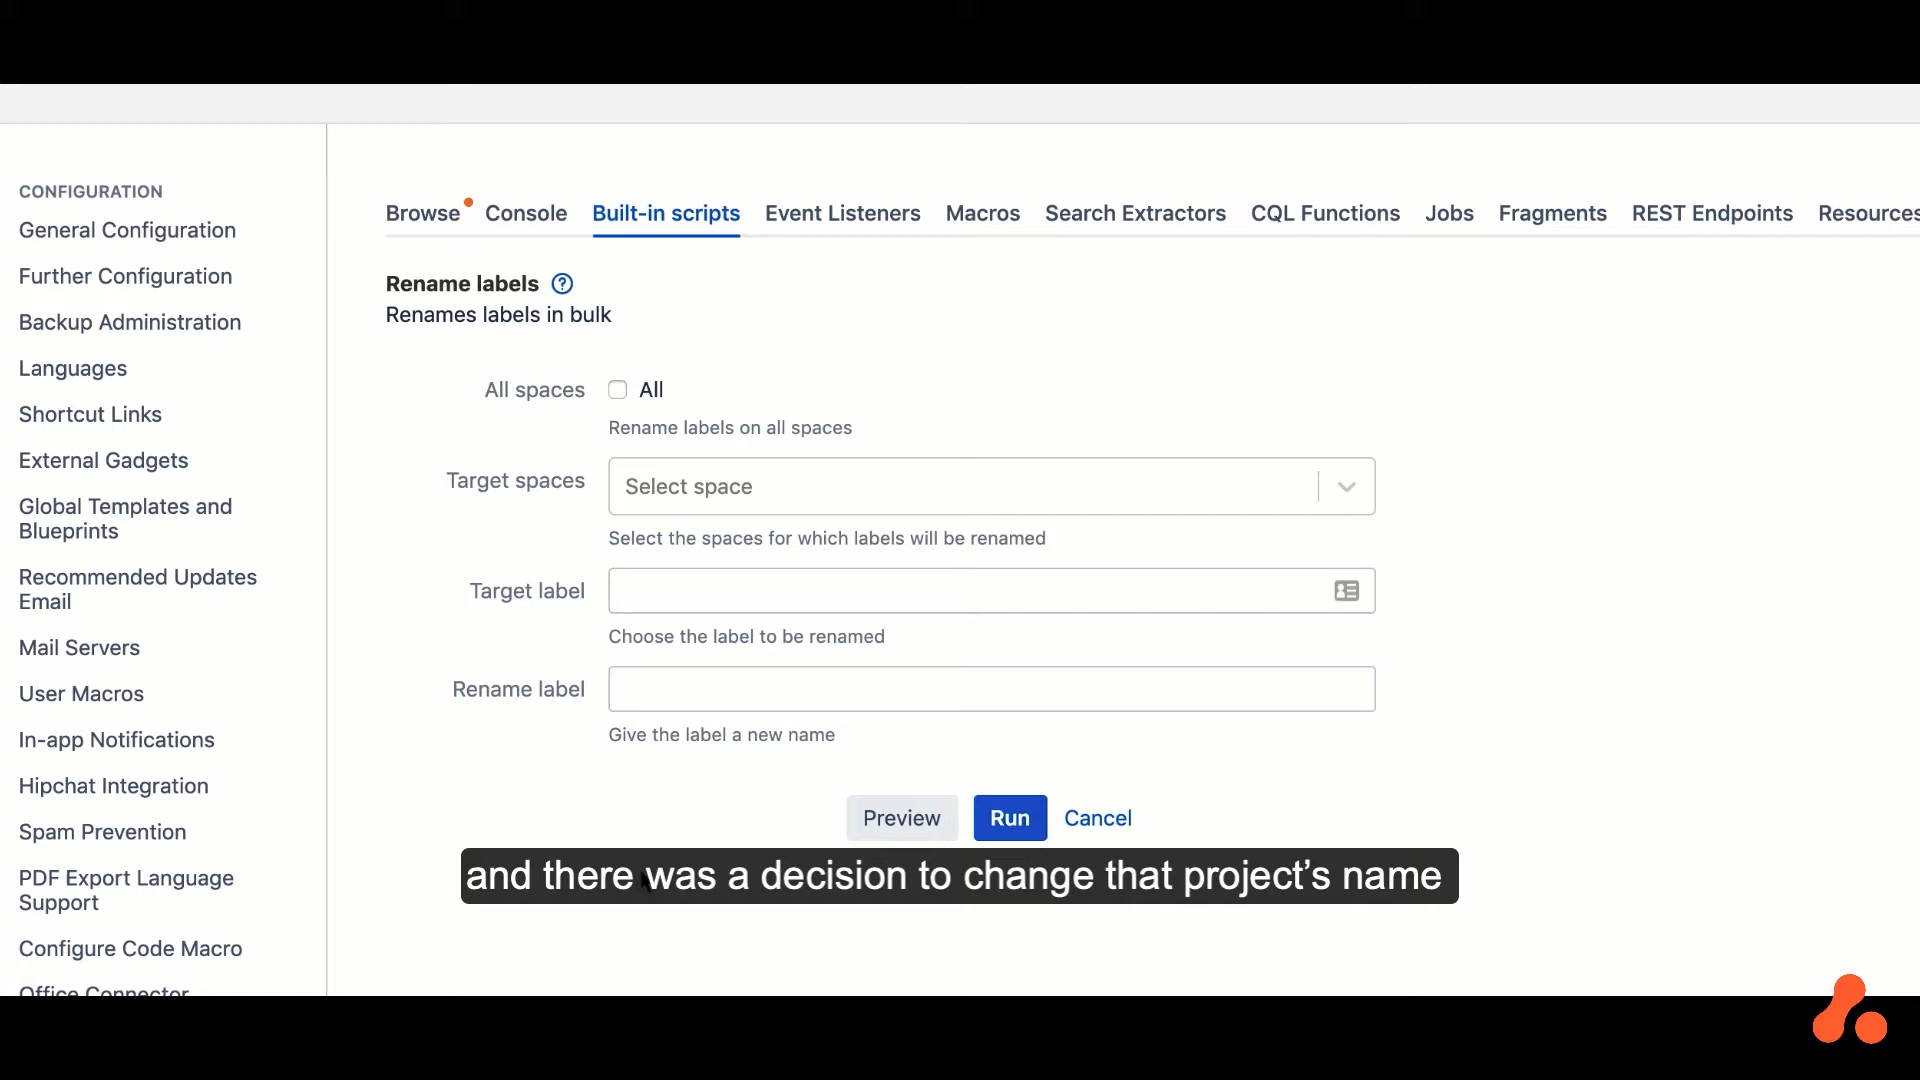 CONFIGURATION
General Configuration
Further Configuration
Backup Administration
Languages
Shortcut Links
External Gadgets
Global Templates and
Blueprints
Recommended Updates
Email
Mail Servers
User Macros
In-app Notifications
Hipchat Integration
Spam Prevention
PDF Export Language
Support
Configure Code Macro
Office Connector
Browse Console Built-in scripts Event Listeners Macros Search Extractors CQL Functions Jobs Fragments REST Endpoints Resources
Rename labels ?
Renames labels in bulk
All spaces All
Rename labels on all spaces
Target spaces Select space
Select the spaces for which labels will be renamed
Target label
Choose the label to be renamed
Rename label
Give the label a new name
Preview Run Cancel
and there was a decision to change that project’s name